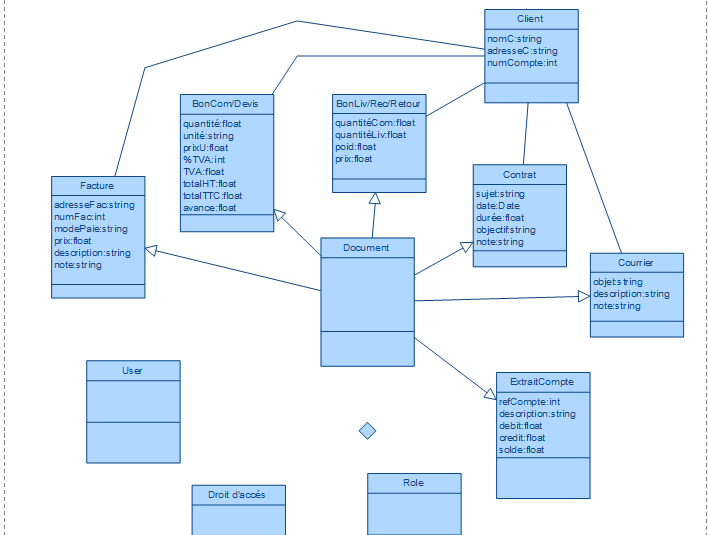 Client
nomC:string
adresseC:string
numCompte:int
BonCom/Devis
quantité:float
unité:string
prixU:float
%TVA:int
TVA:float
totalHT:float
totalTTC:float
avance:float
BonLiv/Rec/Retour
quantitéCom:float
quantitéLiv:float
poid:float
prix:float
Facture
adresseFac:string
numFac:int
modePaie:string
prix:float
description:string
note:string
Contrat
sujet:string
date:Date
durée:float
objectif:string
note:string
Document
Courrier
objet:string
description:string
note:string
User
ExtraitCompte
refCompte:int
description:string
debit:float
credit:float
solde:float
Droit d'accés
Role